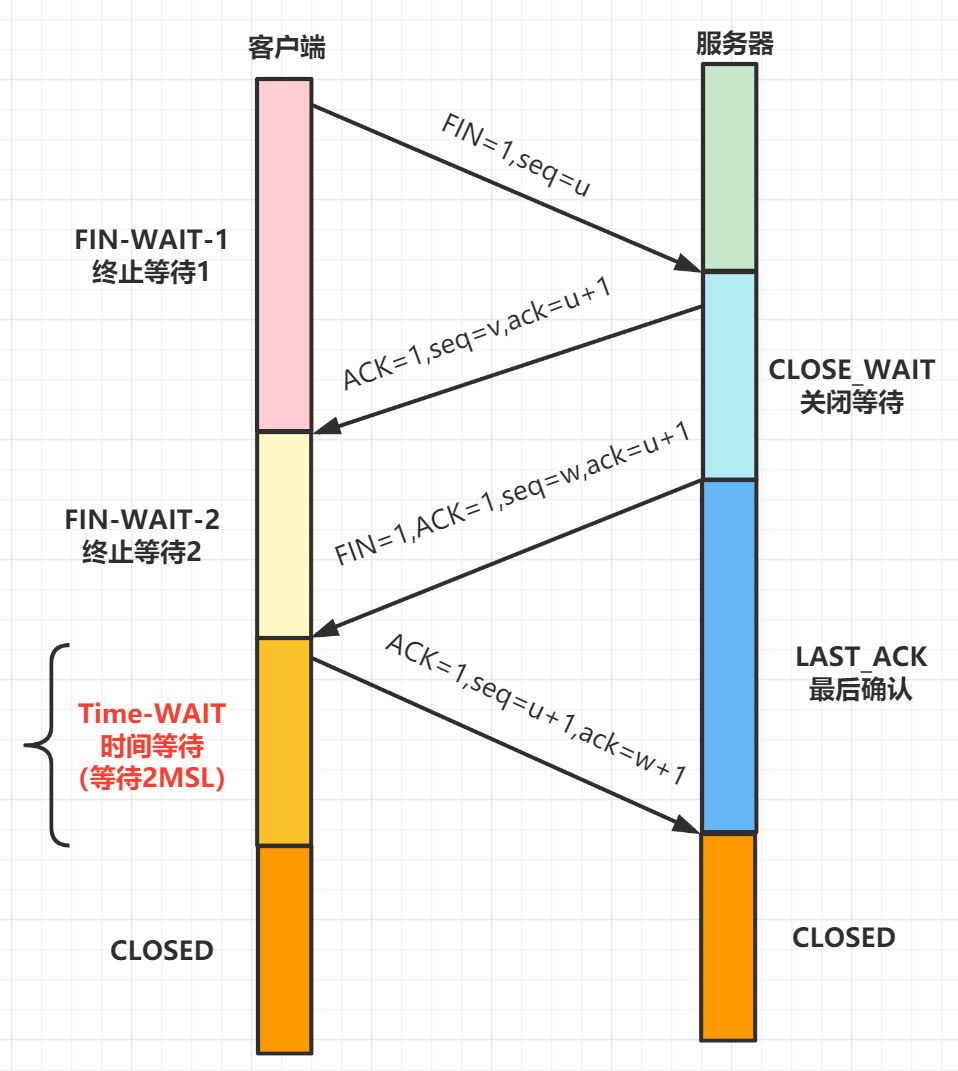 客户端
服务器
FIN=1,seq=u
FIN-WAIT-1
终止等待1
ACK=1,seq=v,ack=u+1
CLOSE_WAIT
关闭等待
FIN=1,ACK=1,seq=w,ack=u+1
FIN-WAIT-2
终止等待2
ACK=1,seq=u+1,ack=w+1
LAST_ACK
最后确认
Time-WAIT
时间等待
（等待2MSL）
CLOSED
CLOSED